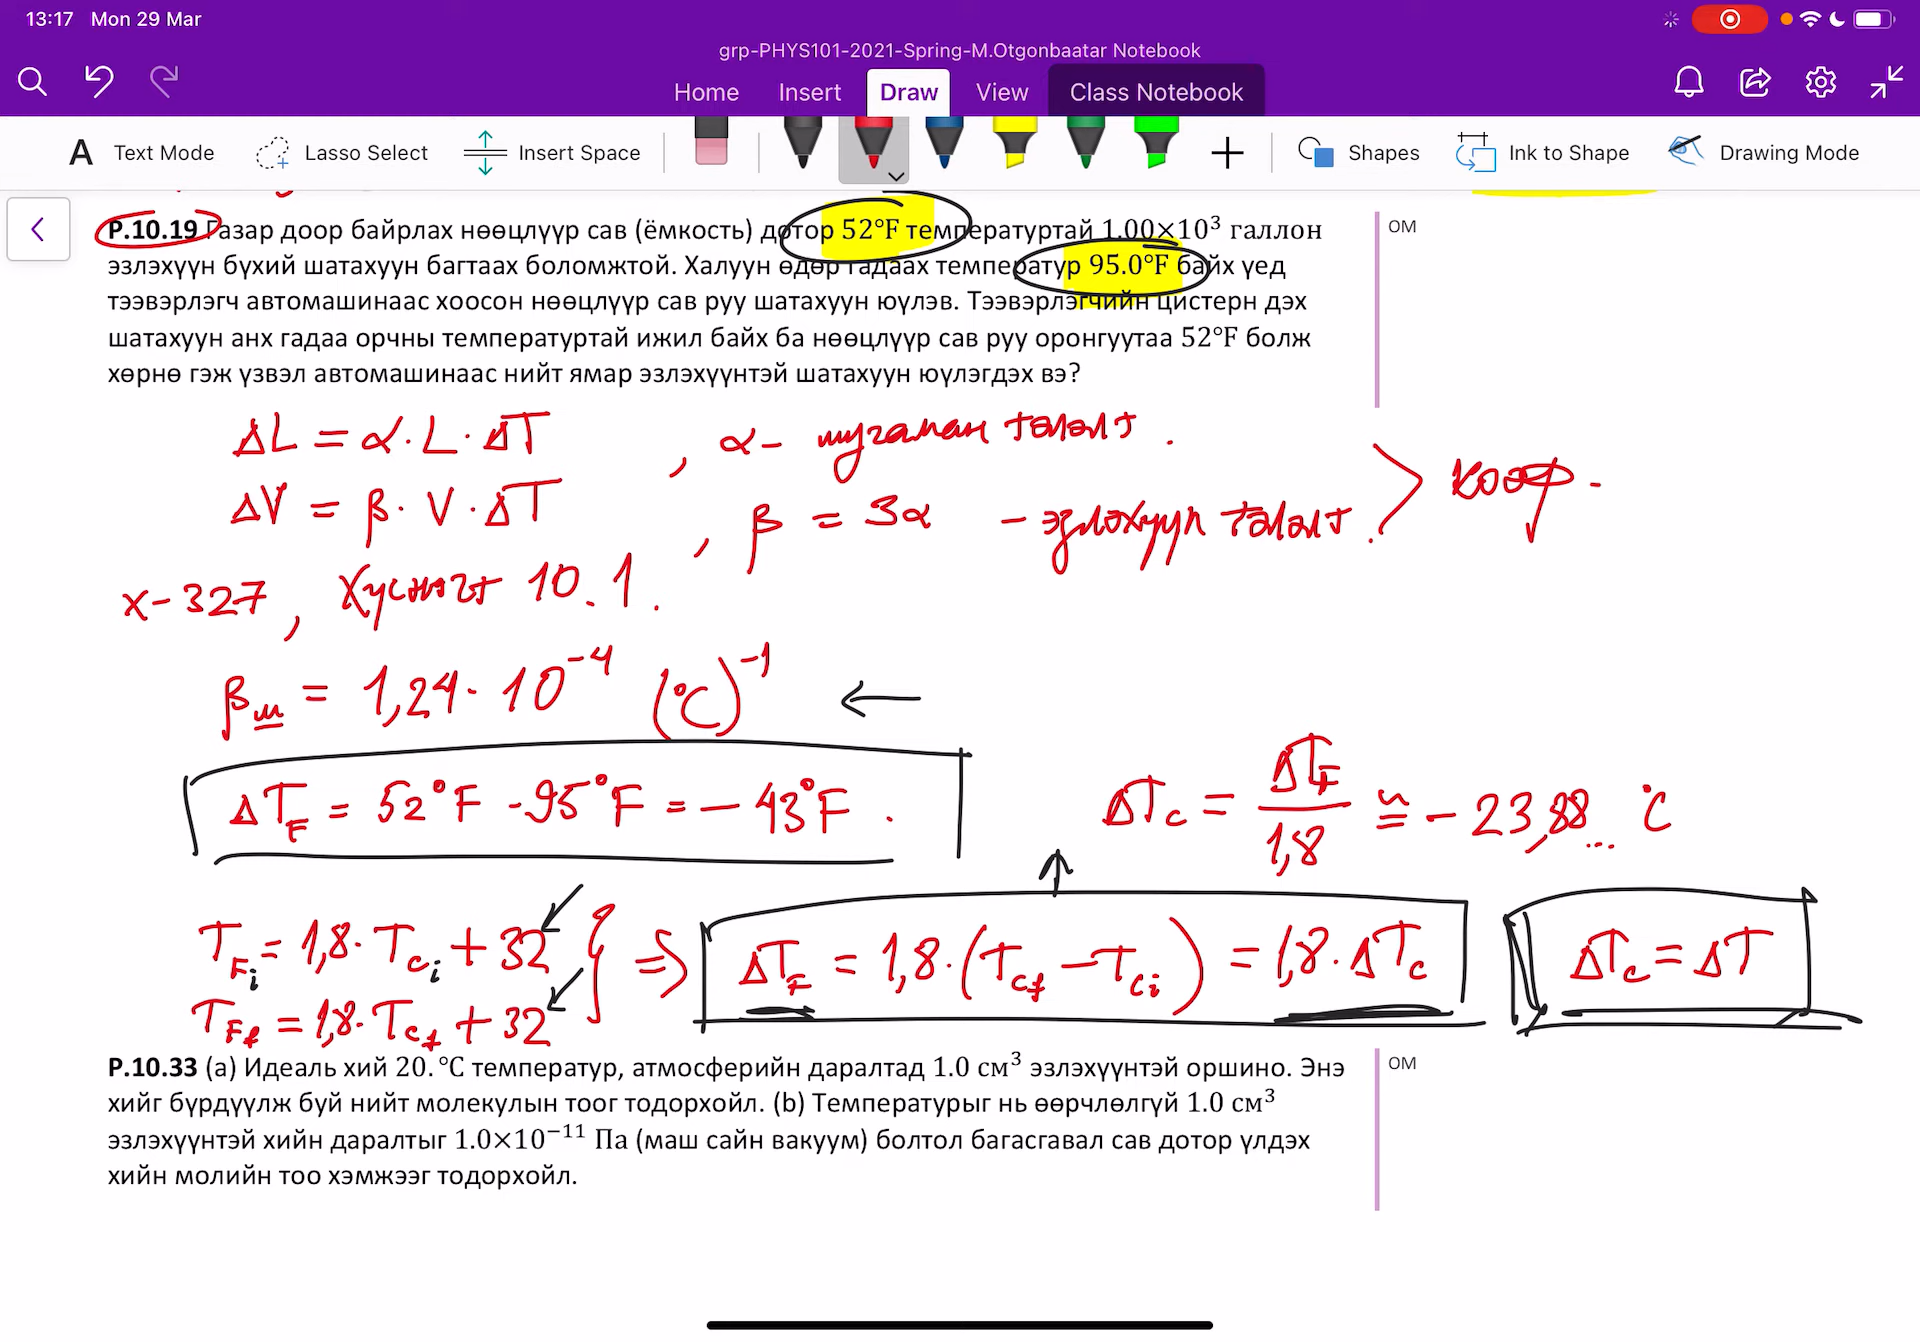 13:17 Mon 29 Mar
grp-PHYS101-2021-Spring-M.Otgonbaatar Notebook
Home Insert Draw View Class Notebook
A Text Mode Lasso Select Insert Space Shapes Ink to Shape Drawing Mode
P.10.19 Газар доор байрлах нөөцлүүр сав (ёмкость) дотор 52°F температуртай 1.00×10³ галлон
эзлэхүүн бүхий шатахуун багтаах боломжтой. Халуун өдөр гадаах температур 95.0°F байх үед
тээвэрлэгч автомашинаас хоосон нөөцлүүр сав руу шатахуун юүлэв. Тээвэрлэгчийн цистерн дэх
шатахуун анх гадаа орчны температуртай ижил байх ба нөөцлүүр сав руу оронгуутаа 52°F болж
хөрнө гэж үзвэл автомашинаас нийт ямар эзлэхүүнтэй шатахуун юүлэгдэх вэ?
ОМ
ΔL = α · L · ΔT , α – шугаман тэлэлт .
ΔV = β · V · ΔT , β = 3α – эзлэхүүн тэлэлт . > коэф.
х-327 , Хүснэгт 10.1.
βш = 1,24 · 10⁻⁴ (°C)⁻¹ ←
ΔT_F = 52°F - 95°F = – 43°F .
ΔTc = ΔT_F / 1,8 ≅ – 23,88... °C
T_Fi = 1,8 · T_Ci + 32
T_Ff = 1,8 · T_Cf + 32
} ⇒ ΔT_F = 1,8 · (T_Cf – T_Ci) = 1,8 · ΔTc
ΔTc = ΔT
P.10.33 (a) Идеаль хий 20.°C температур, атмосферийн даралтад 1.0 см³ эзлэхүүнтэй оршино. Энэ
хийг бүрдүүлж буй нийт молекулын тоог тодорхойл. (b) Температурыг нь өөрчлөлгүй 1.0 см³
эзлэхүүнтэй хийн даралтыг 1.0×10⁻¹¹ Па (маш сайн вакуум) болтол багасгавал сав дотор үлдэх
хийн молийн тоо хэмжээг тодорхойл.
ОМ